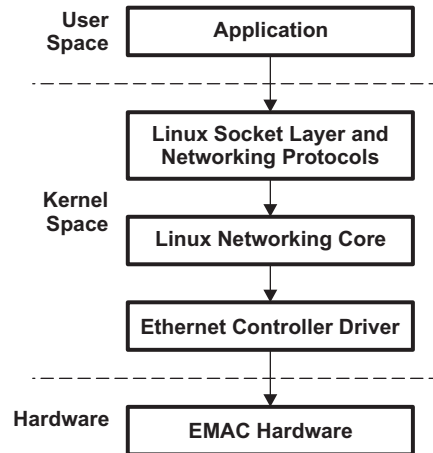 User
Space
Application
Linux Socket Layer and
Networking Protocols
Kernel
Space
Linux Networking Core
Ethernet Controller Driver
Hardware
EMAC Hardware